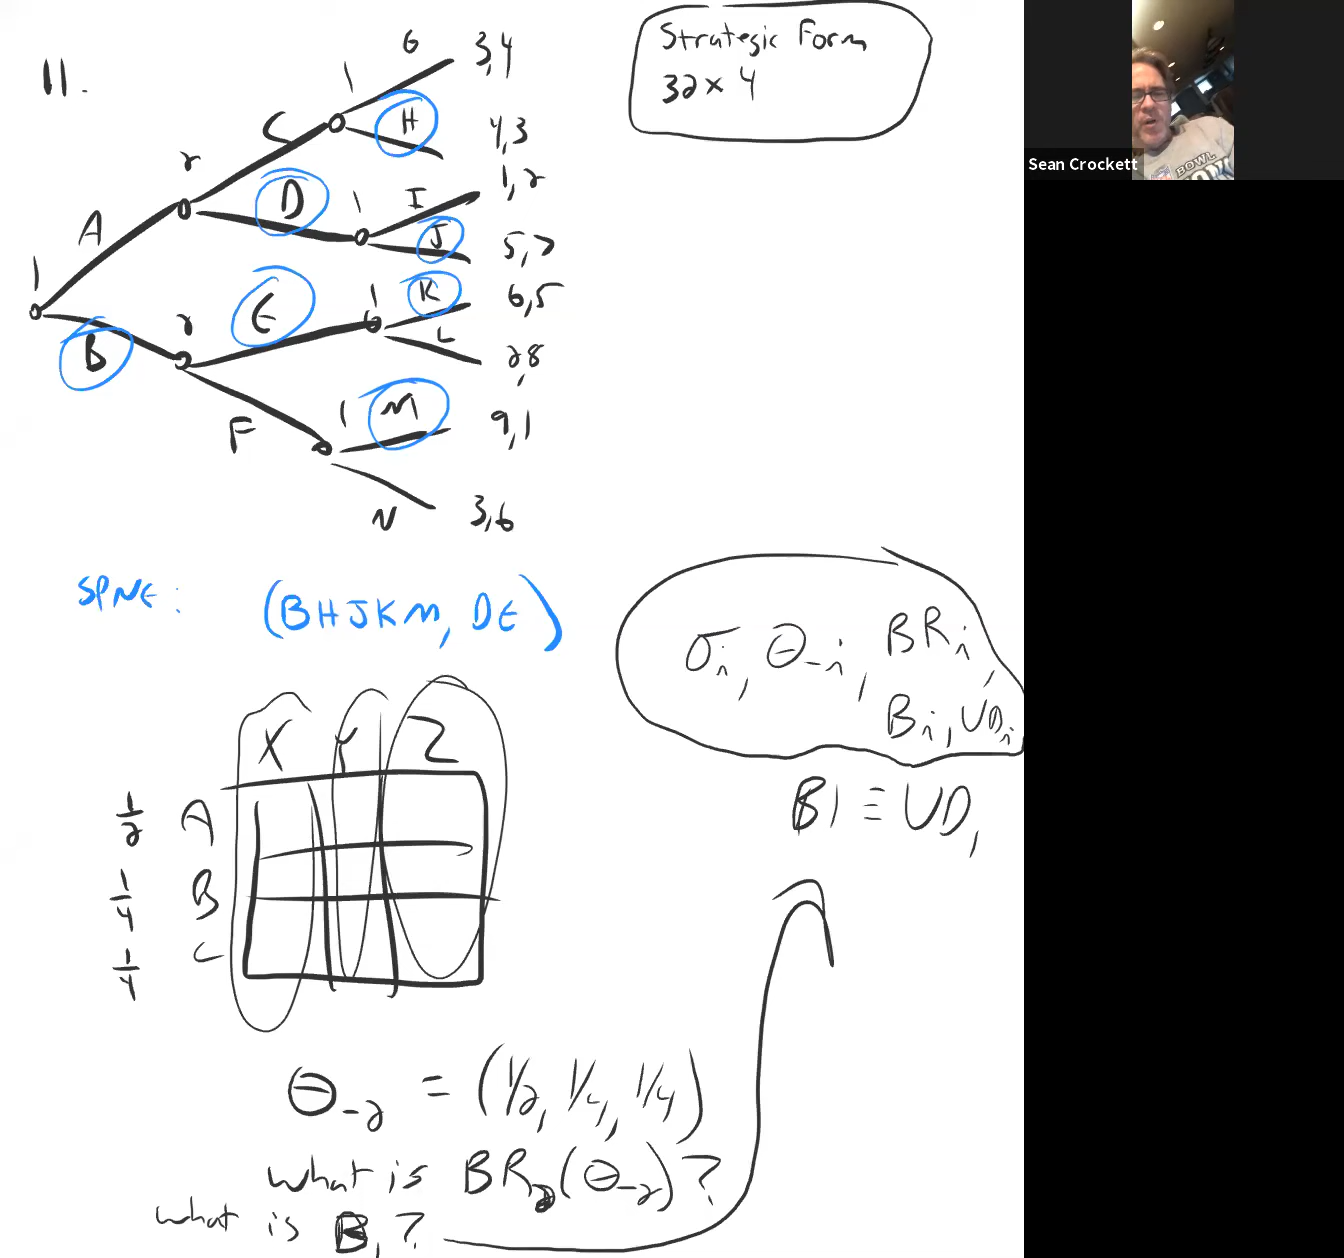 11.
Strategic Form
32 x 4
1
A
B
2
C
D
2
E
F
1
G
H
3,4
4,3
1
I
J
1,2
5,7
1
K
L
6,5
2,8
1
M
N
9,1
3,6
Sean Crockett
BOWL
SPNE: (BHJKM, DE)
σi, Θ-i, BRi,
Bi, UDi
B1 ≡ UD1
X Y Z
1/2 A
1/4 B
1/4 C
Θ-2 = (1/2, 1/4, 1/4)
what is BR2(Θ-2)?
what is B1?